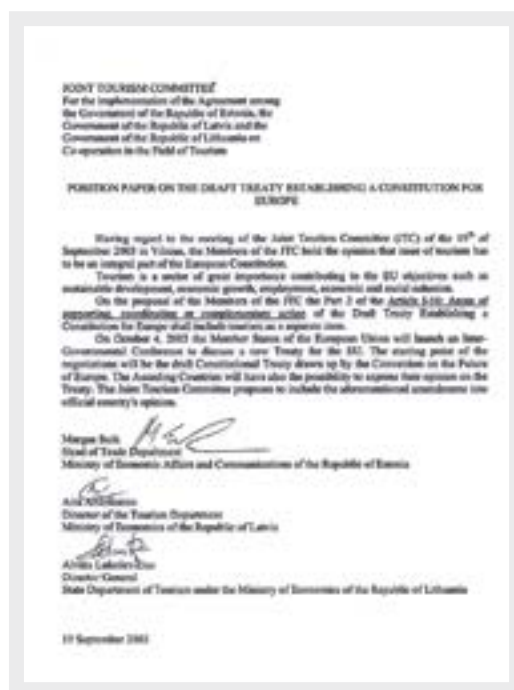 JOINT TOURISM COMMITTEE
For the implementation of the Agreement among
the Government of the Republic of Estonia, the
Government of the Republic of Latvia and the
Government of the Republic of Lithuania on
Co-operation in the Field of Tourism
POSITION PAPER ON THE DRAFT TREATY ESTABLISHING A CONSTITUTION FOR
EUROPE
Having regard to the meeting of the Joint Tourism Committee (JTC) of the 19th of
September 2003 in Vilnius, the Members of the JTC held the opinion that issue of tourism has
to be an integral part of the European Constitution.
Tourism is a sector of great importance contributing to the EU objectives such as
sustainable development, economic growth, employment, economic and social cohesion.
On the proposal of the Members of the JTC the Part 2 of the Article I-16: Areas of
supporting, coordinating or complementary action of the Draft Treaty Establishing a
Constitution for Europe shall include tourism as a separate item.
On October 4, 2003 the Member States of the European Union will launch an Inter-
Governmental Conference to discuss a new Treaty for the EU. The starting point of the
negotiations will be the draft Constitutional Treaty drawn up by the Convention on the Future
of Europe. The Acceding Countries will have also the possibility to express their opinion on the
Treaty. The Joint Tourism Committee proposes to include the aforementioned amendments into
official country's opinion.
Head of Trade Department
Ministry of Economic Affairs and Communications of the Republic of Estonia
Director of the Tourism Department
Ministry of Economics of the Republic of Latvia
Director General
State Department of Tourism under the Ministry of Economics of the Republic of Lithuania
19 September 2003